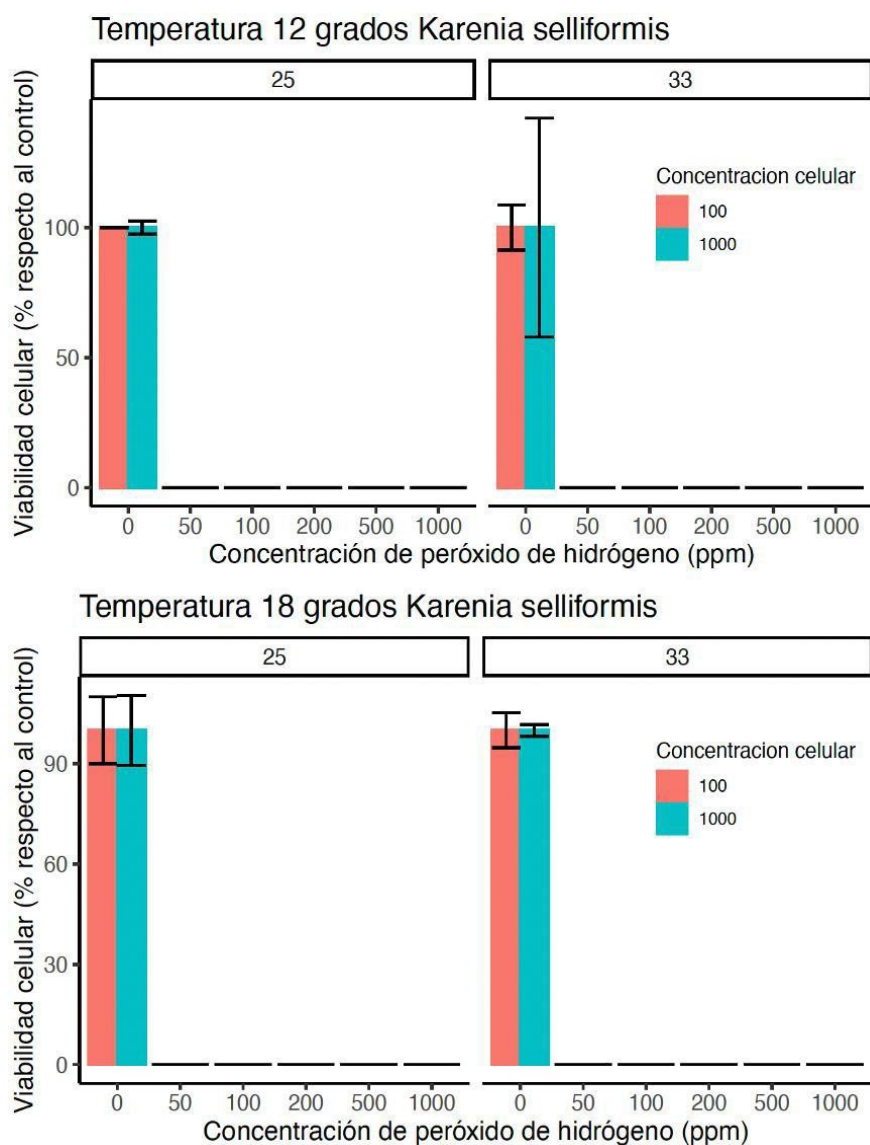 Temperatura 12 grados Karenia selliformis
25
33
Viabilidad celular (% respecto al control)
100
50
0
Concentracion celular
100
1000
0 50 100 200 500 1000
0 50 100 200 500 1000
Concentración de peróxido de hidrógeno (ppm)
Temperatura 18 grados Karenia selliformis
25
33
Viabilidad celular (% respecto al control)
90
60
30
0
Concentracion celular
100
1000
0 50 100 200 500 1000
0 50 100 200 500 1000
Concentración de peróxido de hidrógeno (ppm)